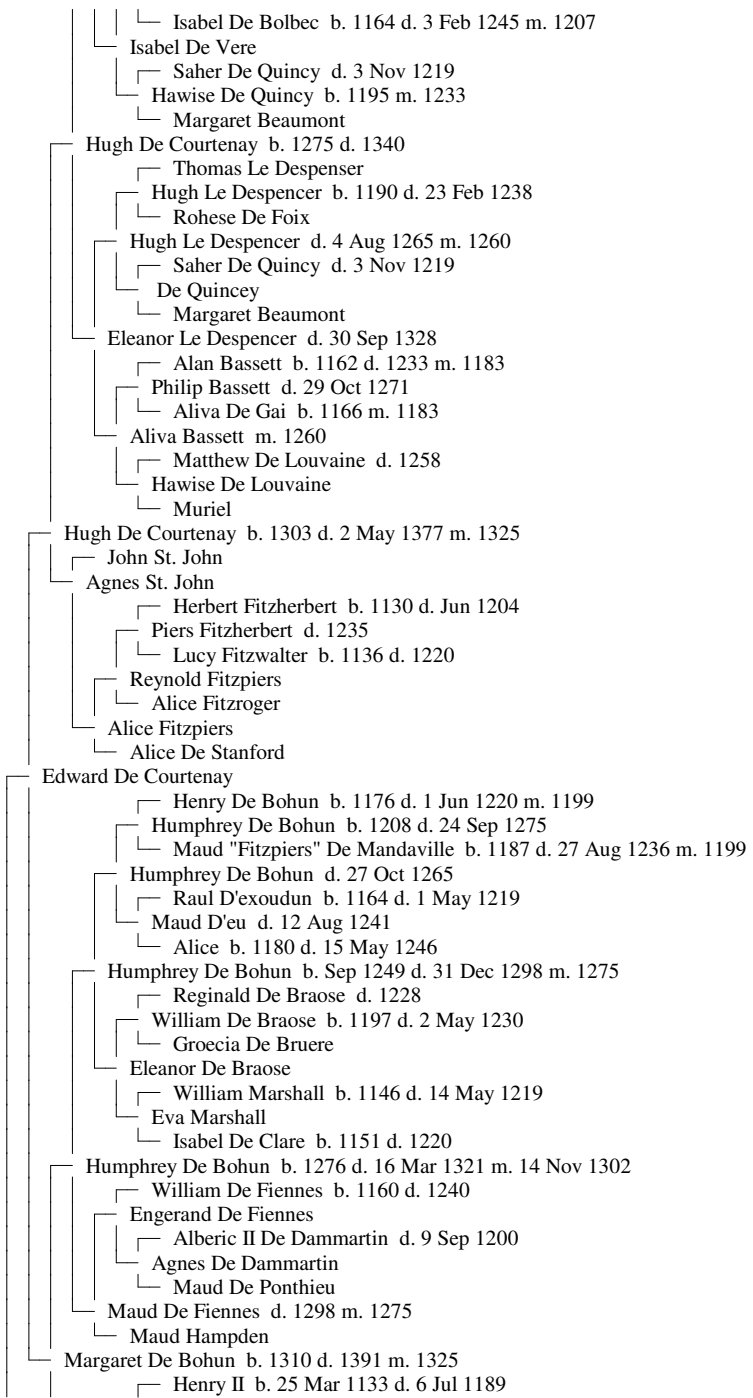 Isabel De Bolbec b. 1164 d. 3 Feb 1245 m. 1207
Isabel De Vere
Saher De Quincy d. 3 Nov 1219
Hawise De Quincy b. 1195 m. 1233
Margaret Beaumont
Hugh De Courtenay b. 1275 d. 1340
Thomas Le Despenser
Hugh Le Despencer b. 1190 d. 23 Feb 1238
Rohese De Foix
Hugh Le Despencer d. 4 Aug 1265 m. 1260
Saher De Quincy d. 3 Nov 1219
De Quincey
Margaret Beaumont
Eleanor Le Despencer d. 30 Sep 1328
Alan Bassett b. 1162 d. 1233 m. 1183
Philip Bassett d. 29 Oct 1271
Aliva De Gai b. 1166 m. 1183
Aliva Bassett m. 1260
Matthew De Louvaine d. 1258
Hawise De Louvaine
Muriel
Hugh De Courtenay b. 1303 d. 2 May 1377 m. 1325
John St. John
Agnes St. John
Herbert Fitzherbert b. 1130 d. Jun 1204
Piers Fitzherbert d. 1235
Lucy Fitzwalter b. 1136 d. 1220
Reynold Fitzpiers
Alice Fitzroger
Alice Fitzpiers
Alice De Stanford
Edward De Courtenay
Henry De Bohun b. 1176 d. 1 Jun 1220 m. 1199
Humphrey De Bohun b. 1208 d. 24 Sep 1275
Maud "Fitzpiers" De Mandaville b. 1187 d. 27 Aug 1236 m. 1199
Humphrey De Bohun d. 27 Oct 1265
Raul D'exoudun b. 1164 d. 1 May 1219
Maud D'eu d. 12 Aug 1241
Alice b. 1180 d. 15 May 1246
Humphrey De Bohun b. Sep 1249 d. 31 Dec 1298 m. 1275
Reginald De Braose d. 1228
William De Braose b. 1197 d. 2 May 1230
Groecia De Bruere
Eleanor De Braose
William Marshall b. 1146 d. 14 May 1219
Eva Marshall
Isabel De Clare b. 1151 d. 1220
Humphrey De Bohun b. 1276 d. 16 Mar 1321 m. 14 Nov 1302
William De Fiennes b. 1160 d. 1240
Engerand De Fiennes
Alberic II De Dammartin d. 9 Sep 1200
Agnes De Dammartin
Maud De Ponthieu
Maud De Fiennes d. 1298 m. 1275
Maud Hampden
Margaret De Bohun b. 1310 d. 1391 m. 1325
Henry II b. 25 Mar 1133 d. 6 Jul 1189